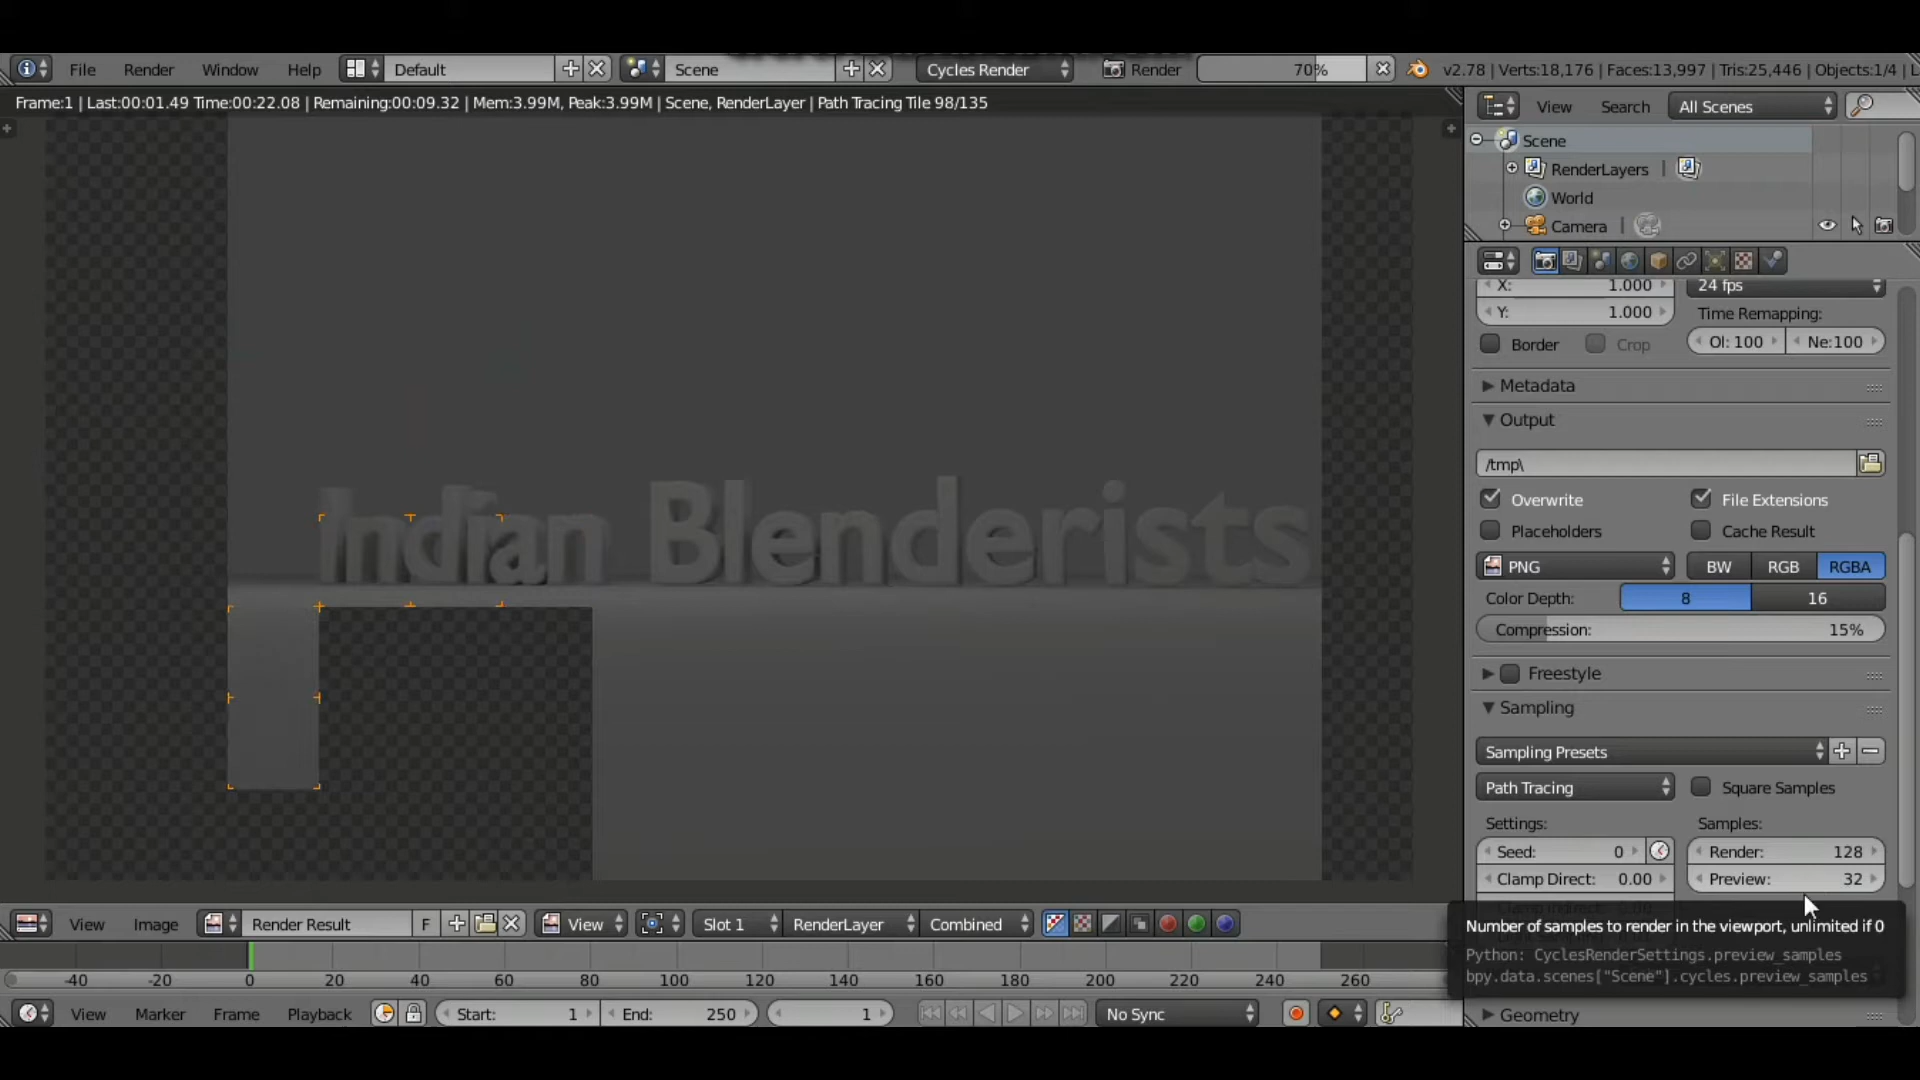 File Render Window Help Default Scene Cycles Render Render 70% v2.78 | Verts:18,176 | Faces:13,997 | Tris:25,446 | Objects:1/4 | L
Frame:1 | Last:00:01.49 Time:00:22.08 | Remaining:00:09.32 | Mem:3.99M, Peak:3.99M | Scene, RenderLayer | Path Tracing Tile 98/135
View Search All Scenes
Scene
RenderLayers |
World
Camera |
X: 1.000 24 fps
Y: 1.000 Time Remapping:
Border Crop Ol: 100 Ne:100
Metadata
Output
/tmp\
Overwrite File Extensions
Placeholders Cache Result
PNG BW RGB RGBA
Color Depth: 8 16
Compression: 15%
Freestyle
Sampling
Sampling Presets
Path Tracing Square Samples
Settings: Samples:
Seed: 0 Render: 128
Clamp Direct: 0.00 Preview: 32
Number of samples to render in the viewport, unlimited if 0
Python: CyclesRenderSettings.preview_samples
bpy.data.scenes["Scene"].cycles.preview_samples
Geometry
Indian Blenderists
View Image Render Result F View Slot 1 RenderLayer Combined
-40 -20 0 20 40 60 80 100 120 140 160 180 200 220 240 260
View Marker Frame Playback Start: 1 End: 250 1 No Sync